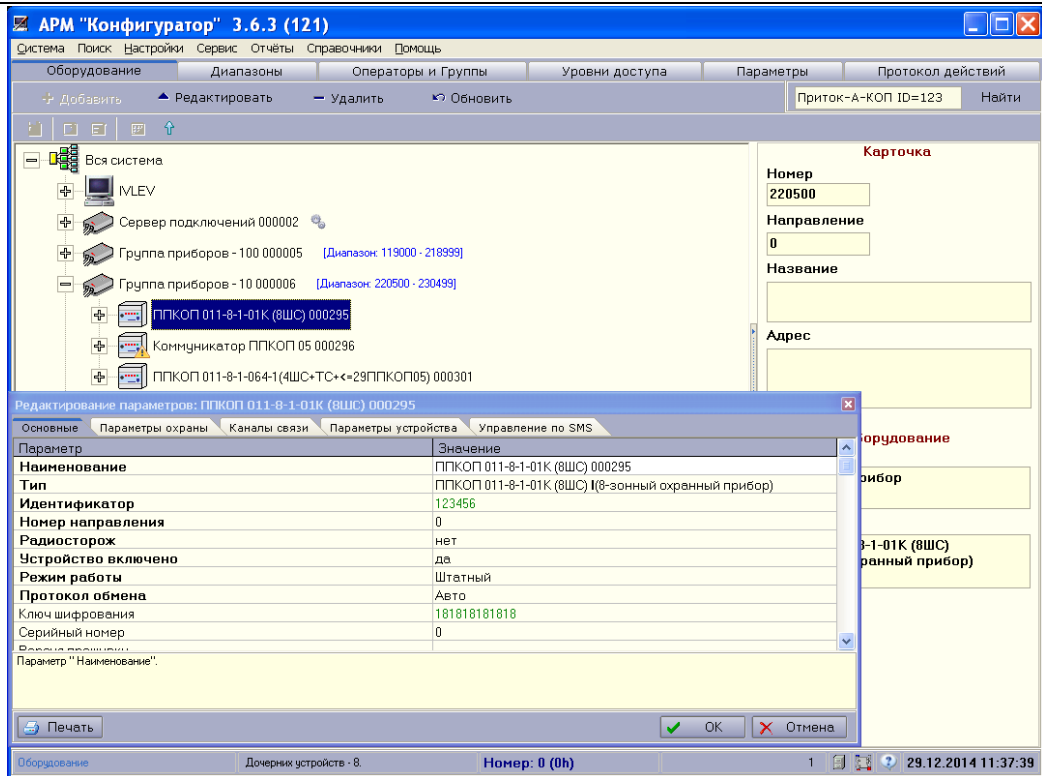 АРМ "Конфигуратор" 3.6.3 (121)
Система Поиск Настройки Сервис Отчёты Справочники Помощь
Оборудование Диапазоны Операторы и Группы Уровни доступа Параметры Протокол действий
Добавить Редактировать Удалить Обновить Приток-А-КОП ID=123 Найти
Вся система
IVLEV
Сервер подключений 000002
Группа приборов - 100 000005 [Диапазон: 119000 - 218999]
Группа приборов - 10 000006 [Диапазон: 220500 - 230499]
ППКОП 011-8-1-01К (8ШС) 000295
Коммуникатор ППКОП 05 000296
ППКОП 011-8-1-064-1(4ШС+ТС+<=29ППКОП05) 000301
Карточка
Номер
220500
Направление
0
Название
Адрес
Редактирование параметров: ППКОП 011-8-1-01К (8ШС) 000295
Основные Параметры охраны Каналы связи Параметры устройства Управление по SMS
Параметр Значение
Наименование ППКОП 011-8-1-01К (8ШС) 000295
Тип ППКОП 011-8-1-01К (8ШС) I(8-зонный охранный прибор)
Идентификатор 123456
Номер направления 0
Радиосторож нет
Устройство включено да
Режим работы Штатный
Протокол обмена Авто
Ключ шифрования 181818181818
Серийный номер 0
Версия прошивки
Параметр "Наименование".
Печать OK Отмена
борудование
рибор
3-1-01К (8ШС)
ранный прибор)
Оборудование Дочерних устройств - 8. Номер: 0 (0h) 1 29.12.2014 11:37:39